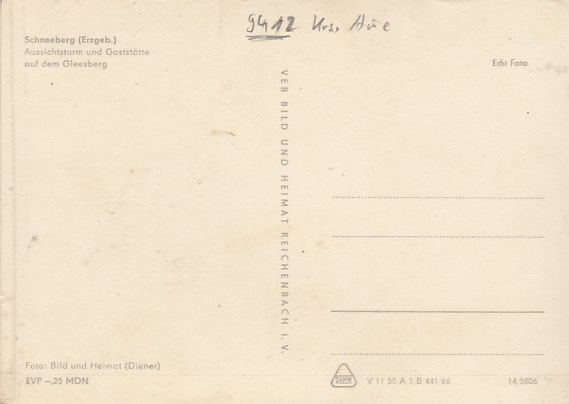 9412 Krs. Aue
Schneeberg (Erzgeb.)
Aussichtsturm und Gaststätte
auf dem Gleesberg
Echt Foto
VEB BILD UND HEIMAT REICHENBACH I. V.
Foto: Bild und Heimat (Diener)
EVP –,25 MDN
V 11 50 A 1 B 441 66
14 5806